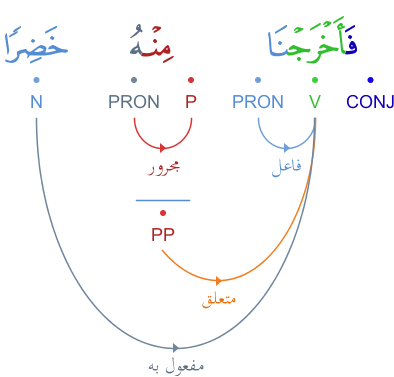 فَأَخْرَجْنَا مِنْهُ خَضِرًا
CONJ V PRON P PRON N
فاعل
مجرور
PP
متعلق
مفعول به